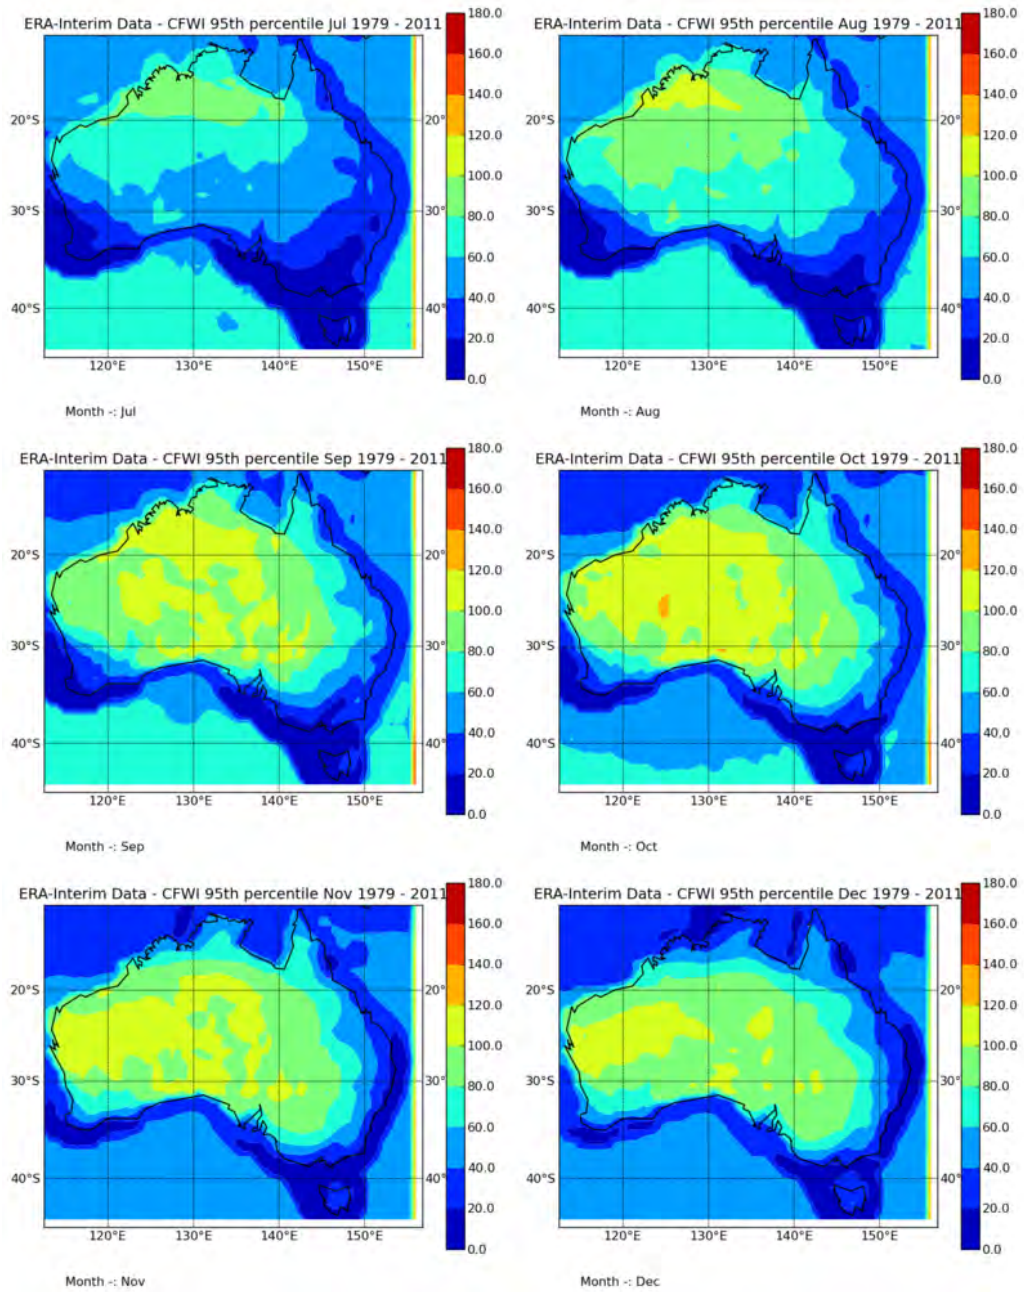 ERA-Interim Data - CFWI 95th percentile Jul 1979 - 2011
20°S
30°S
120°E
130°E
140°E
150°E
20°
30°
40°
180.0
160.0
140.0
120.0
100.0
80.0
60.0
40.0
20.0
0.0
40°S
Month -: Jul
ERA-Interim Data - CFWI 95th percentile Aug 1979 - 2011
20°S
30°S
40°S
120°E
130°E
140°E
150°E
20°
30°
40°
180.0
160.0
140.0
120.0
100.0
80.0
60.0
40.0
20.0
0.0
Month -: Aug
ERA-Interim Data - CFWI 95th percentile Sep 1979 - 2011
20°S
30°S
40°S
120°E
130°E
140°E
150°E
20°
30°
40°
180.0
160.0
140.0
120.0
100.0
80.0
60.0
40.0
20.0
0.0
Month -: Sep
ERA-Interim Data - CFWI 95th percentile Oct 1979 - 2011
20°S
30°S
40°S
120°E
130°E
140°E
150°E
20°
30°
40°
180.0
160.0
140.0
120.0
100.0
80.0
60.0
40.0
20.0
0.0
Month -: Oct
ERA-Interim Data - CFWI 95th percentile Nov 1979 - 2011
20°S
30°S
40°S
120°E
130°E
140°E
150°E
20°
30°
40°
180.0
160.0
140.0
120.0
100.0
80.0
60.0
40.0
20.0
0.0
Month -: Nov
ERA-Interim Data - CFWI 95th percentile Dec 1979 - 2011
20°S
30°S
40°S
120°E
130°E
140°E
150°E
20°
30°
40°
180.0
160.0
140.0
120.0
100.0
80.0
60.0
40.0
20.0
0.0
Month -: Dec